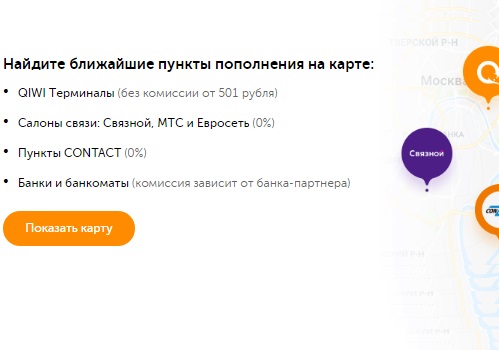 ТВЕРСКОЙ Р-Н
Найдите ближайшие пункты пополнения на карте:
Москва
• QIWI Терминалы (без комиссии от 501 рубля)
• Салоны связи: Связной, МТС и Евросеть (0%)
• Пункты CONTACT (0%)
Связной
• Банки и банкоматы (комиссия зависит от банка-партнера)
Показать карту